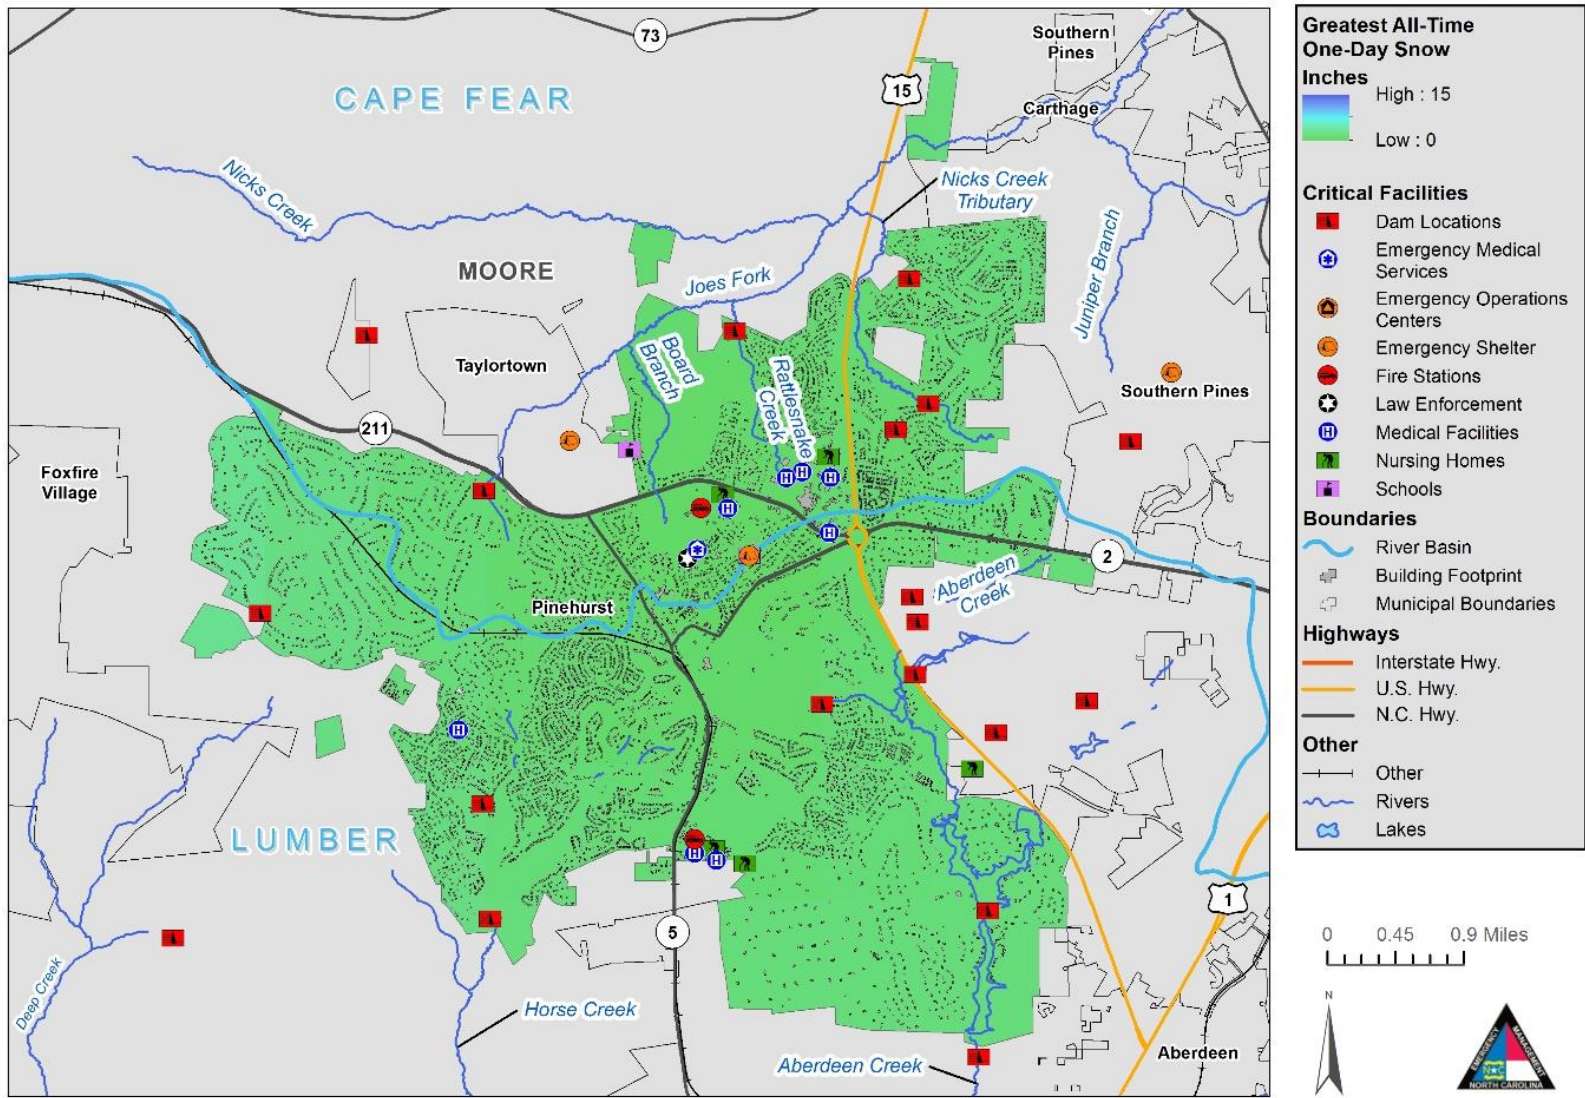 73
Southern
Pines
15
CAPE FEAR
Carthage
Nicks Creek
Nicks Creek
Tributary
Juniper Branch
MOORE
Joes Fork
Board
Branch
Rattlesnake
Creek
Taylortown
Southern Pines
211
Foxfire
Village
2
Aberdeen
Creek
Pinehurst
LUMBER
1
5
Deep Creek
Horse Creek
Aberdeen Creek
Aberdeen
Greatest All-Time
One-Day Snow
Inches
High : 15
Low : 0
Critical Facilities
Dam Locations
Emergency Medical
Services
Emergency Operations
Centers
Emergency Shelter
Fire Stations
Law Enforcement
Medical Facilities
Nursing Homes
Schools
Boundaries
River Basin
Building Footprint
Municipal Boundaries
Highways
Interstate Hwy.
U.S. Hwy.
N.C. Hwy.
Other
Other
Rivers
Lakes
0 0.45 0.9 Miles
N
EMERGENCY
MANAGEMENT
N C
NORTH CAROLINA